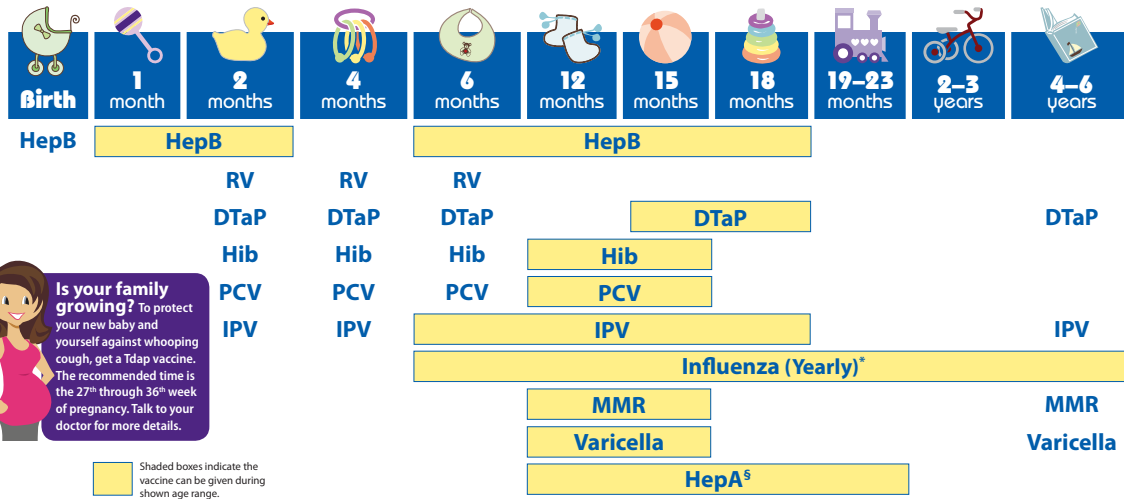 Birth
1 month
2 months
4 months
6 months
12 months
15 months
18 months
19–23 months
2–3 years
4–6 years
HepB HepB HepB
RV RV RV
DTaP DTaP DTaP DTaP DTaP
Hib Hib Hib Hib
PCV PCV PCV PCV
IPV IPV IPV IPV
Influenza (Yearly)*
MMR MMR
Varicella Varicella
HepA§
Is your family
growing? To protect
your new baby and
yourself against whooping
cough, get a Tdap vaccine.
The recommended time is
the 27th through 36th week
of pregnancy. Talk to your
doctor for more details.
Shaded boxes indicate the
vaccine can be given during
shown age range.